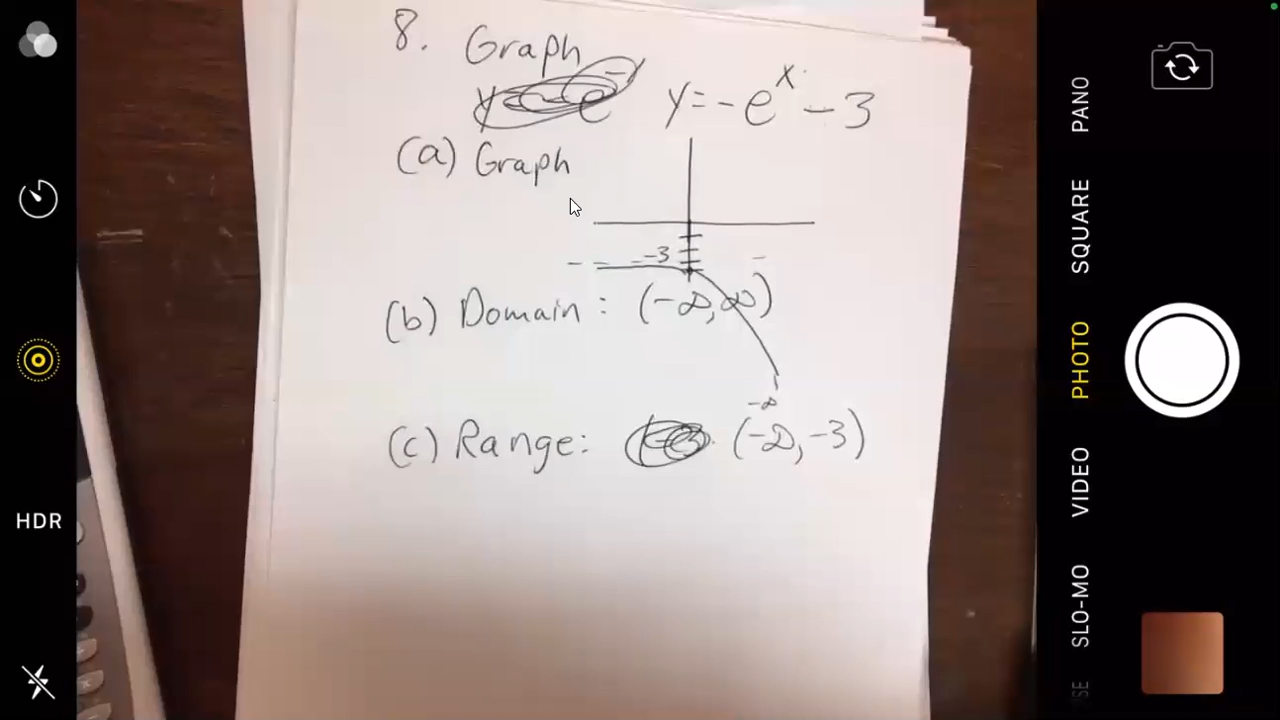 8. Graph
y = -e^x - 3
(a) Graph
-3
(b) Domain : (-∞, ∞)
-∞
(c) Range: (-∞, -3)
HDR
PANO
SQUARE
PHOTO
VIDEO
SLO-MO